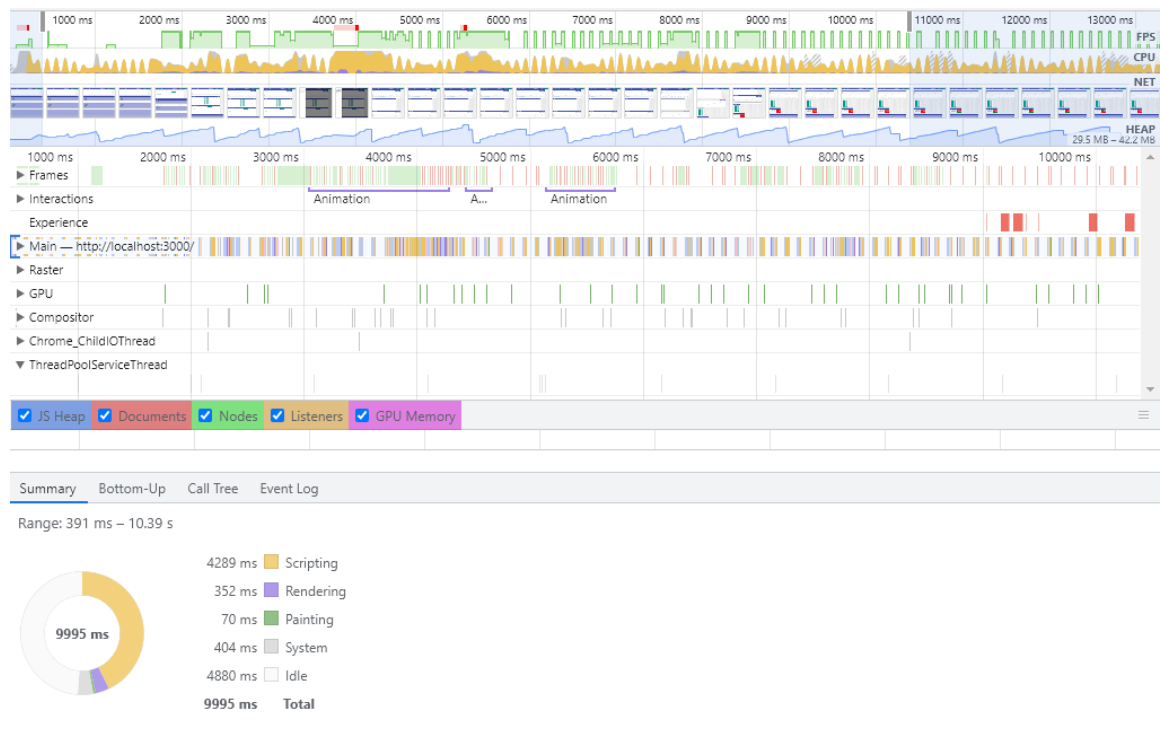 1000 ms 2000 ms 3000 ms 4000 ms 5000 ms 6000 ms 7000 ms 8000 ms 9000 ms 10000 ms 11000 ms 12000 ms 13000 ms
FPS
CPU
NET
HEAP
29.5 MB – 42.2 MB
1000 ms 2000 ms 3000 ms 4000 ms 5000 ms 6000 ms 7000 ms 8000 ms 9000 ms 10000 ms
Frames
Interactions Animation A... Animation
Experience
Main — http://localhost:3000/
Raster
GPU
Compositor
Chrome_ChildIOThread
ThreadPoolServiceThread
JS Heap Documents Nodes Listeners GPU Memory
Summary Bottom-Up Call Tree Event Log
Range: 391 ms – 10.39 s
4289 ms Scripting
352 ms Rendering
70 ms Painting
9995 ms
404 ms System
4880 ms Idle
9995 ms Total